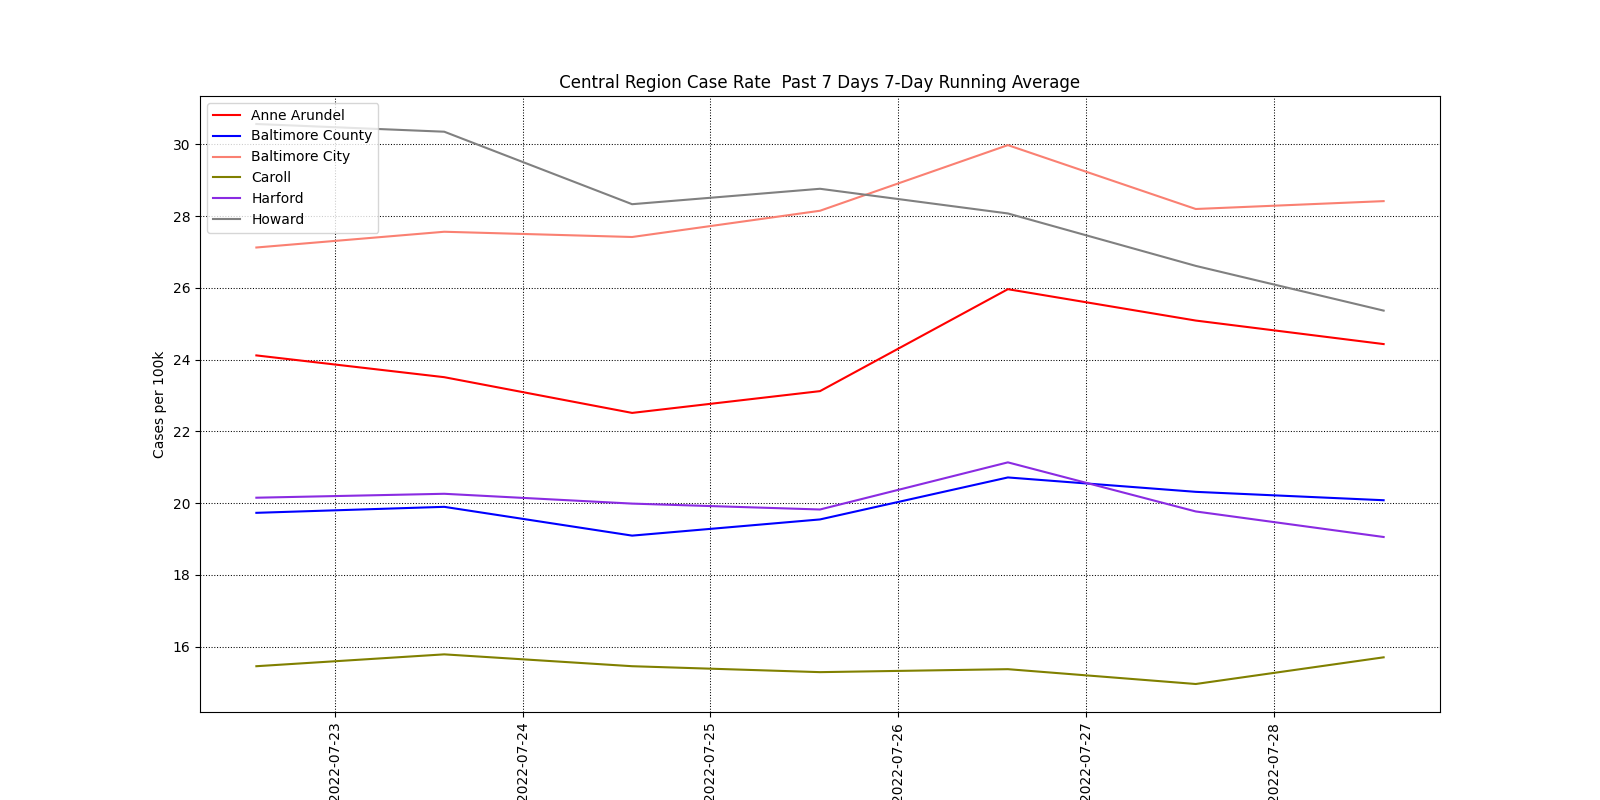 Central Region Case Rate  Past 7 Days 7-Day Running Average
Anne Arundel
Baltimore County
Baltimore City
Caroll
Harford
Howard
Cases per 100k
30
28
26
24
22
20
18
16
2022-07-23
2022-07-24
2022-07-25
2022-07-26
2022-07-27
2022-07-28